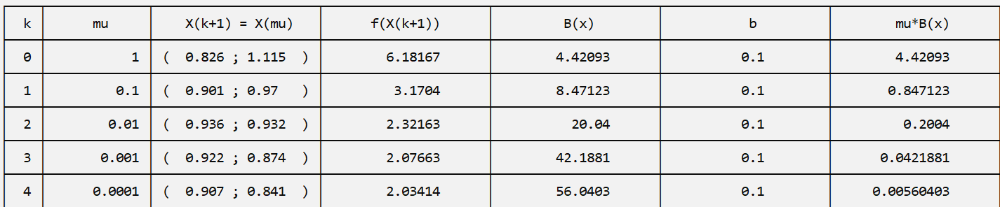 k mu X(k+1) = X(mu) f(X(k+1)) B(x) b mu*B(x)
0 1 ( 0.826 ; 1.115 ) 6.18167 4.42093 0.1 4.42093
1 0.1 ( 0.901 ; 0.97 ) 3.1704 8.47123 0.1 0.847123
2 0.01 ( 0.936 ; 0.932 ) 2.32163 20.04 0.1 0.2004
3 0.001 ( 0.922 ; 0.874 ) 2.07663 42.1881 0.1 0.0421881
4 0.0001 ( 0.907 ; 0.841 ) 2.03414 56.0403 0.1 0.00560403